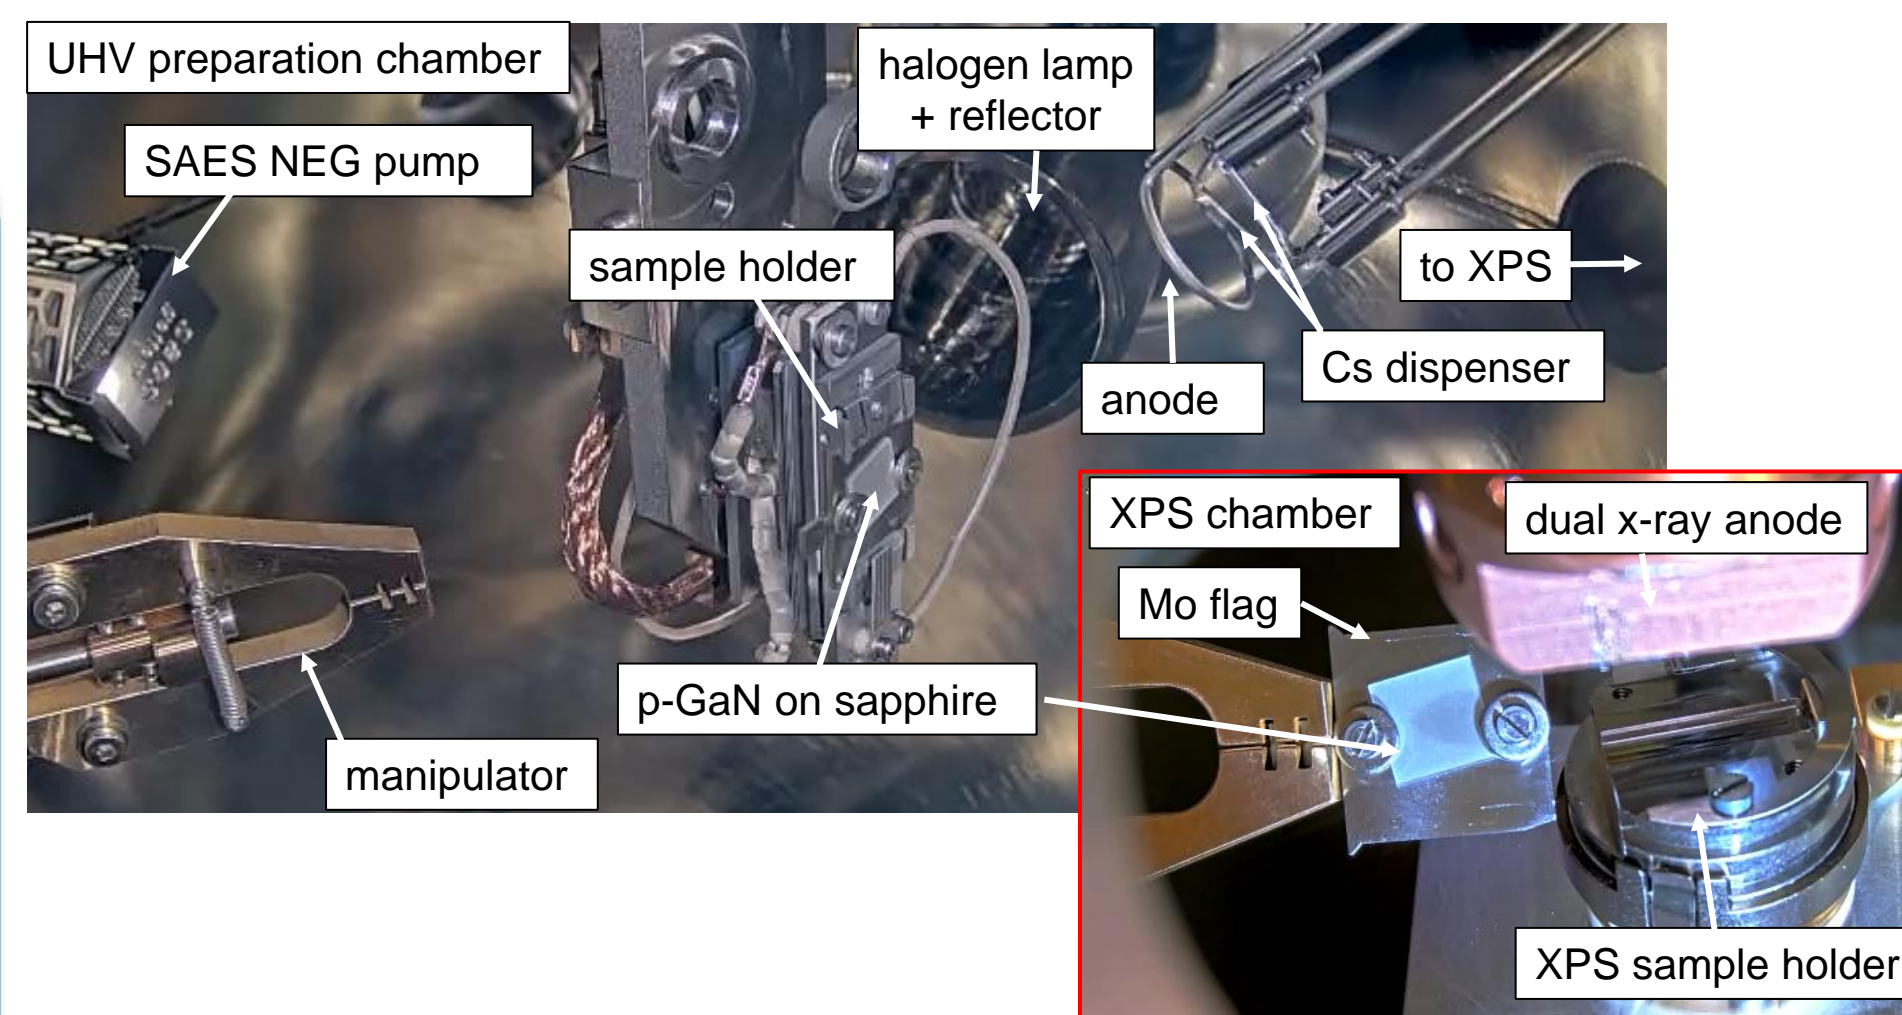 UHV preparation chamber
SAES NEG pump
halogen lamp
+ reflector
sample holder
to XPS
Cs dispenser
anode
p-GaN on sapphire
manipulator
XPS chamber
dual x-ray anode
Mo flag
XPS sample holder